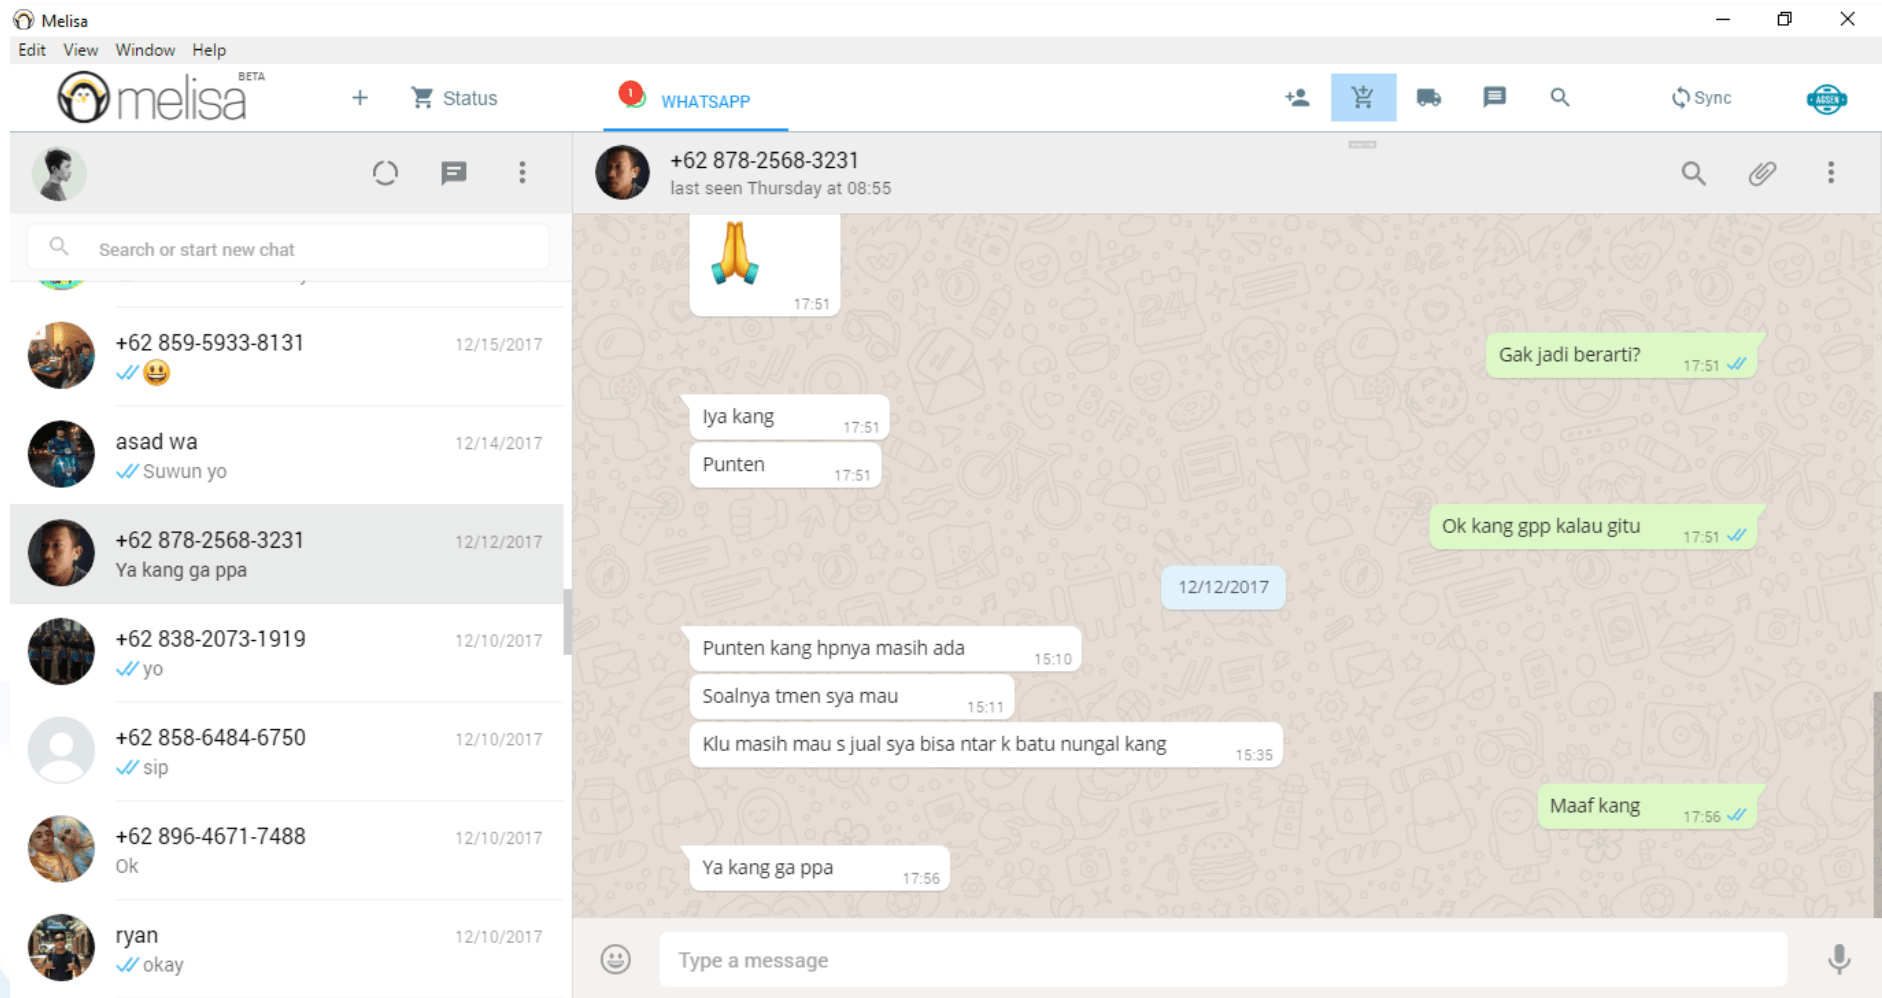 Melisa
Edit View Window Help
melisa BETA
Status
1 WHATSAPP
Sync
AGSEN
+62 878-2568-3231
last seen Thursday at 08:55
Search or start new chat
+62 859-5933-8131 12/15/2017
asad wa 12/14/2017
Suwun yo
+62 878-2568-3231 12/12/2017
Ya kang ga ppa
+62 838-2073-1919 12/10/2017
yo
+62 858-6484-6750 12/10/2017
sip
+62 896-4671-7488 12/10/2017
Ok
ryan 12/10/2017
okay
17:51
Gak jadi berarti? 17:51
Iya kang 17:51
Punten 17:51
Ok kang gpp kalau gitu 17:51
12/12/2017
Punten kang hpnya masih ada 15:10
Soalnya tmen sya mau 15:11
Klu masih mau s jual sya bisa ntar k batu nungal kang 15:35
Maaf kang 17:56
Ya kang ga ppa 17:56
Type a message